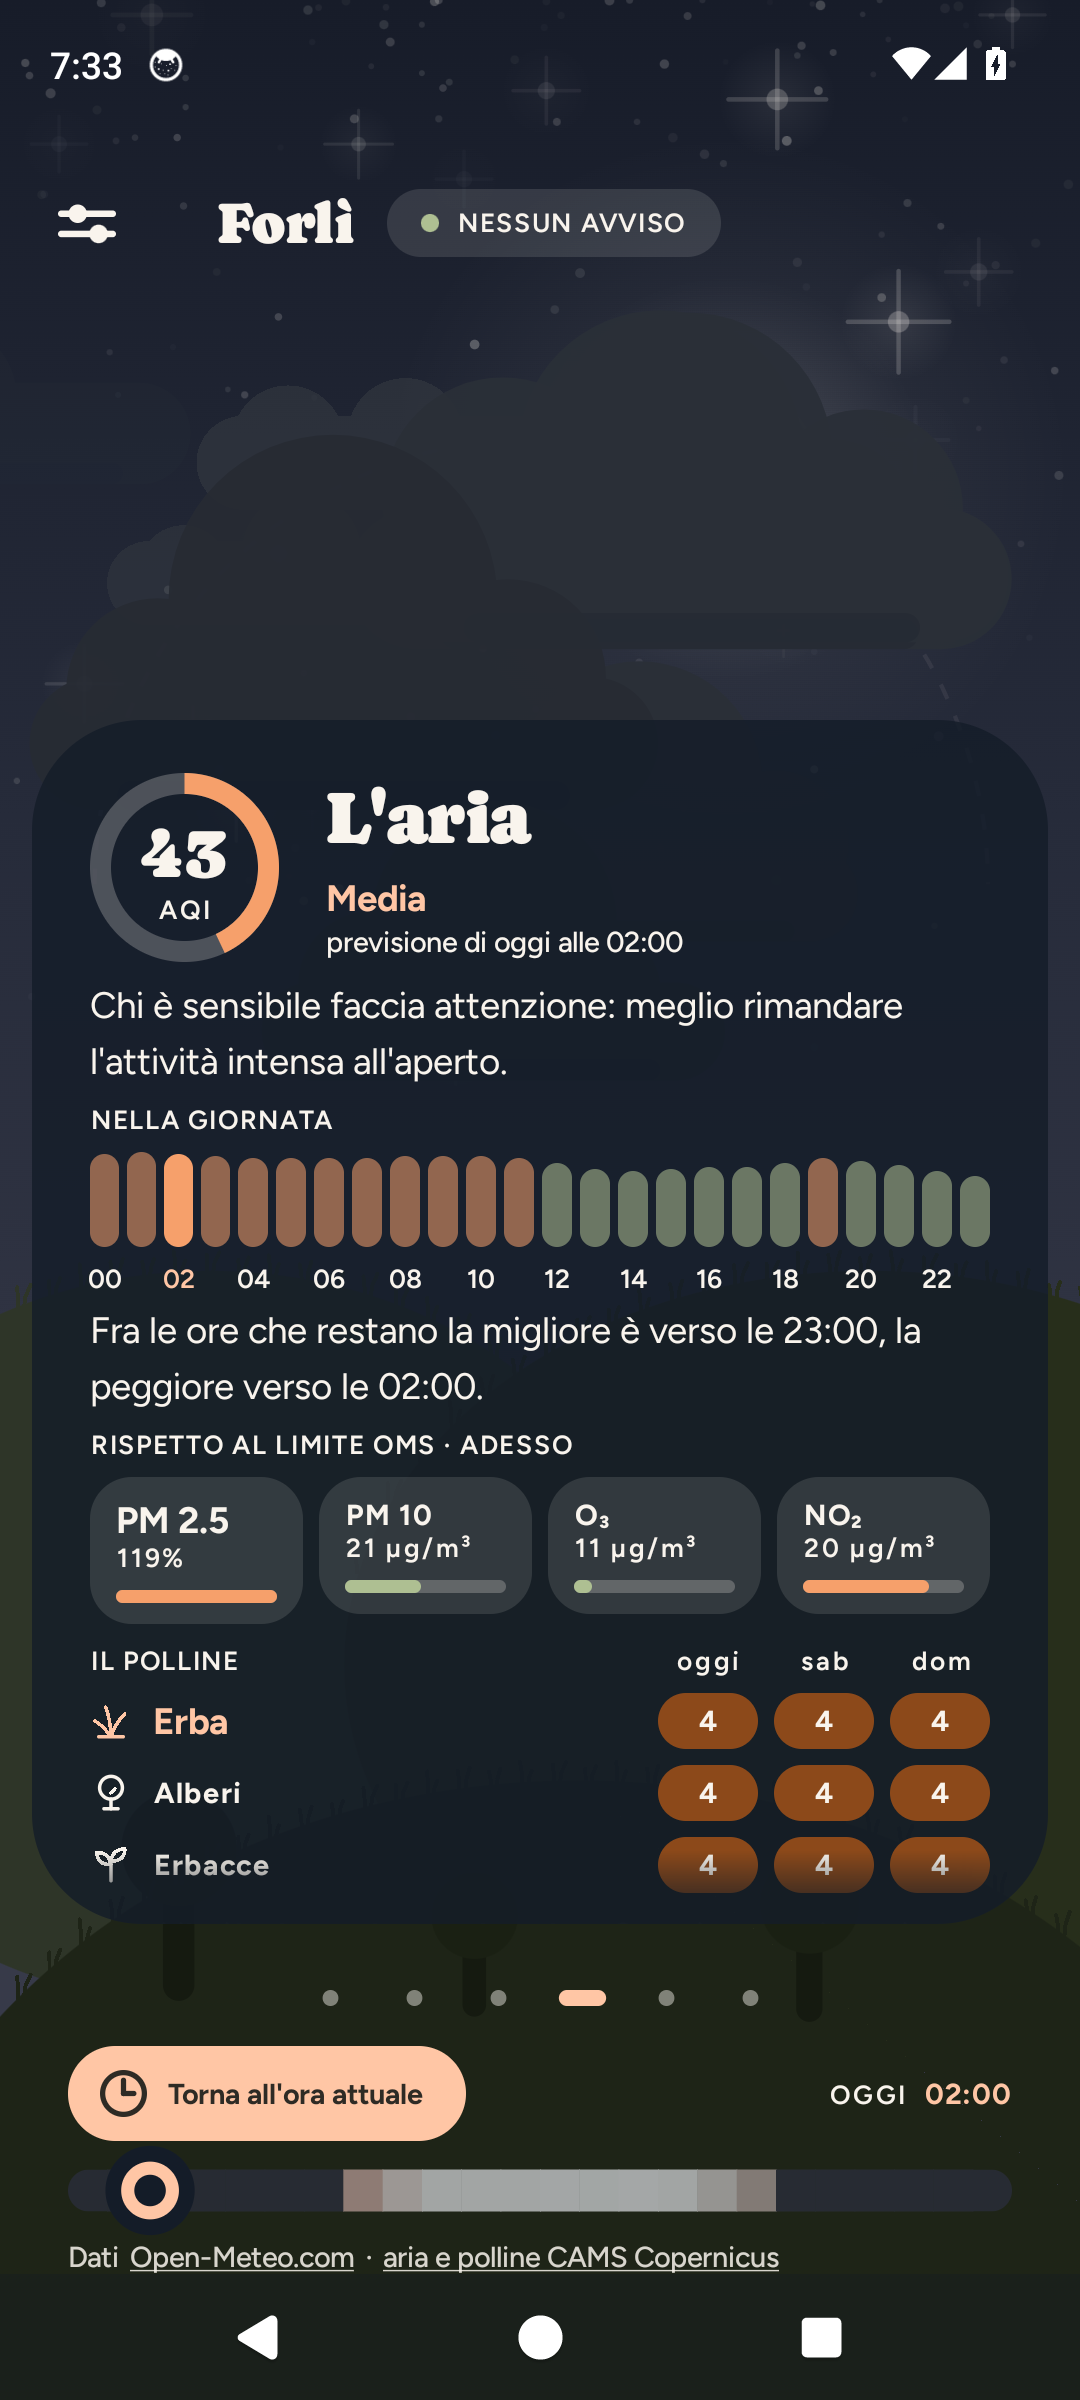 7:33
Forlì
NESSUN AVVISO
43
AQI
L'aria
Media
previsione di oggi alle 02:00
Chi è sensibile faccia attenzione: meglio rimandare
l'attività intensa all'aperto.
NELLA GIORNATA
00 02 04 06 08 10 12 14 16 18 20 22
Fra le ore che restano la migliore è verso le 23:00, la
peggiore verso le 02:00.
RISPETTO AL LIMITE OMS · ADESSO
PM 2.5
119%
PM 10
21 µg/m³
O₃
11 µg/m³
NO₂
20 µg/m³
IL POLLINE oggi sab dom
Erba 4 4 4
Alberi 4 4 4
Erbacce 4 4 4
Torna all'ora attuale
OGGI 02:00
Dati Open-Meteo.com · aria e polline CAMS Copernicus